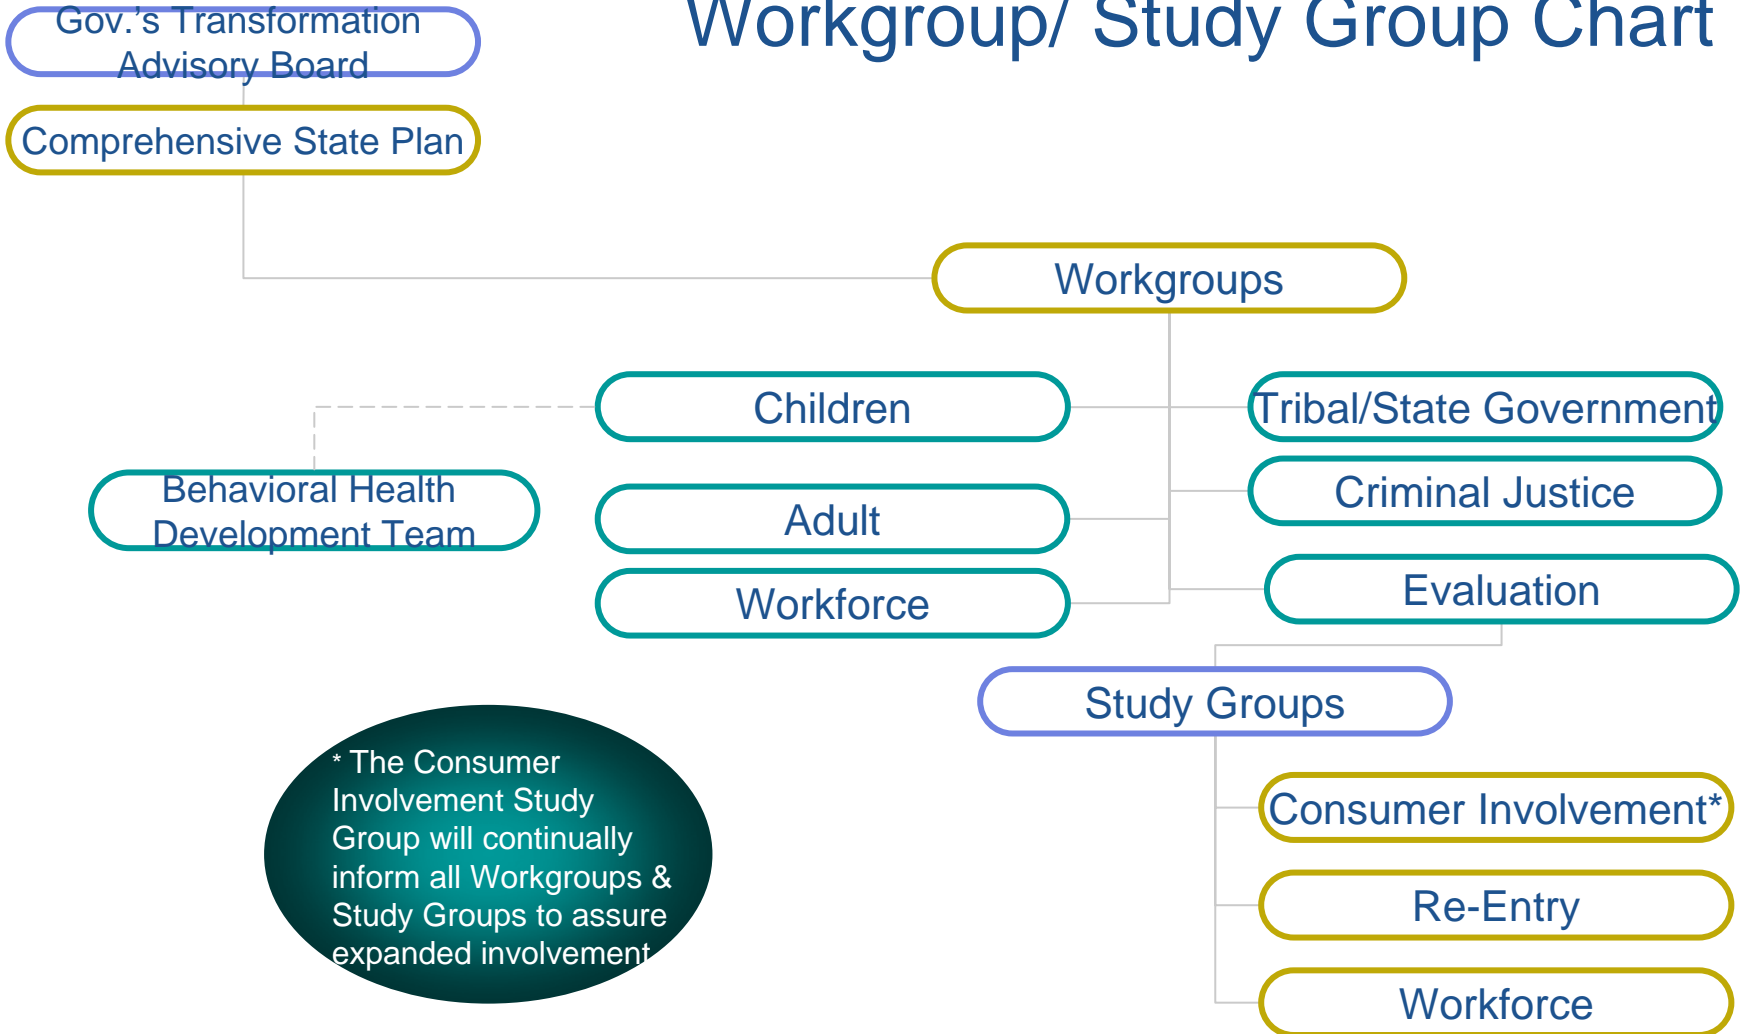 Workgroup/ Study Group Chart
Gov.'s Transformation
Advisory Board
Comprehensive State Plan
Workgroups
Children
Tribal/State Government
Behavioral Health
Development Team
Adult
Criminal Justice
Workforce
Evaluation
Study Groups
* The Consumer
Involvement Study
Group will continually
inform all Workgroups &
Study Groups to assure
expanded involvement.
Consumer Involvement*
Re-Entry
Workforce